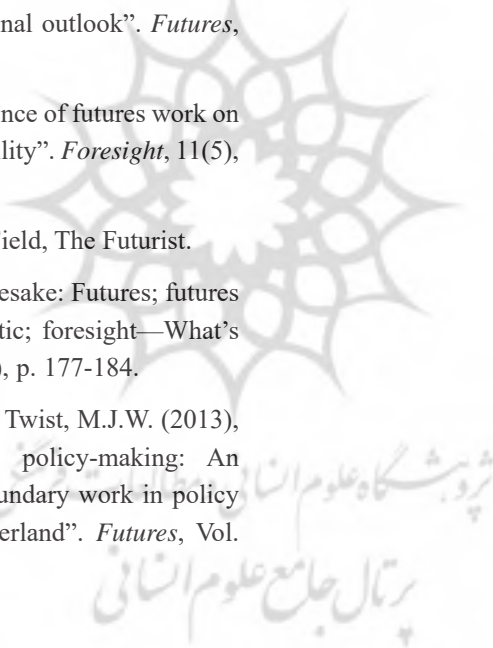 nal outlook”. Futures,
nce of futures work on
lity”. Foresight, 11(5),
ield, The Futurist.
esake: Futures; futures
tic; foresight—What’s
), p. 177-184.
Twist, M.J.W. (2013),
policy-making: An
undary work in policy
erland”. Futures, Vol.
پژوهشگاه علوم انسانی و مطالعات فرهنگی
پرتال جامع علوم انسانی